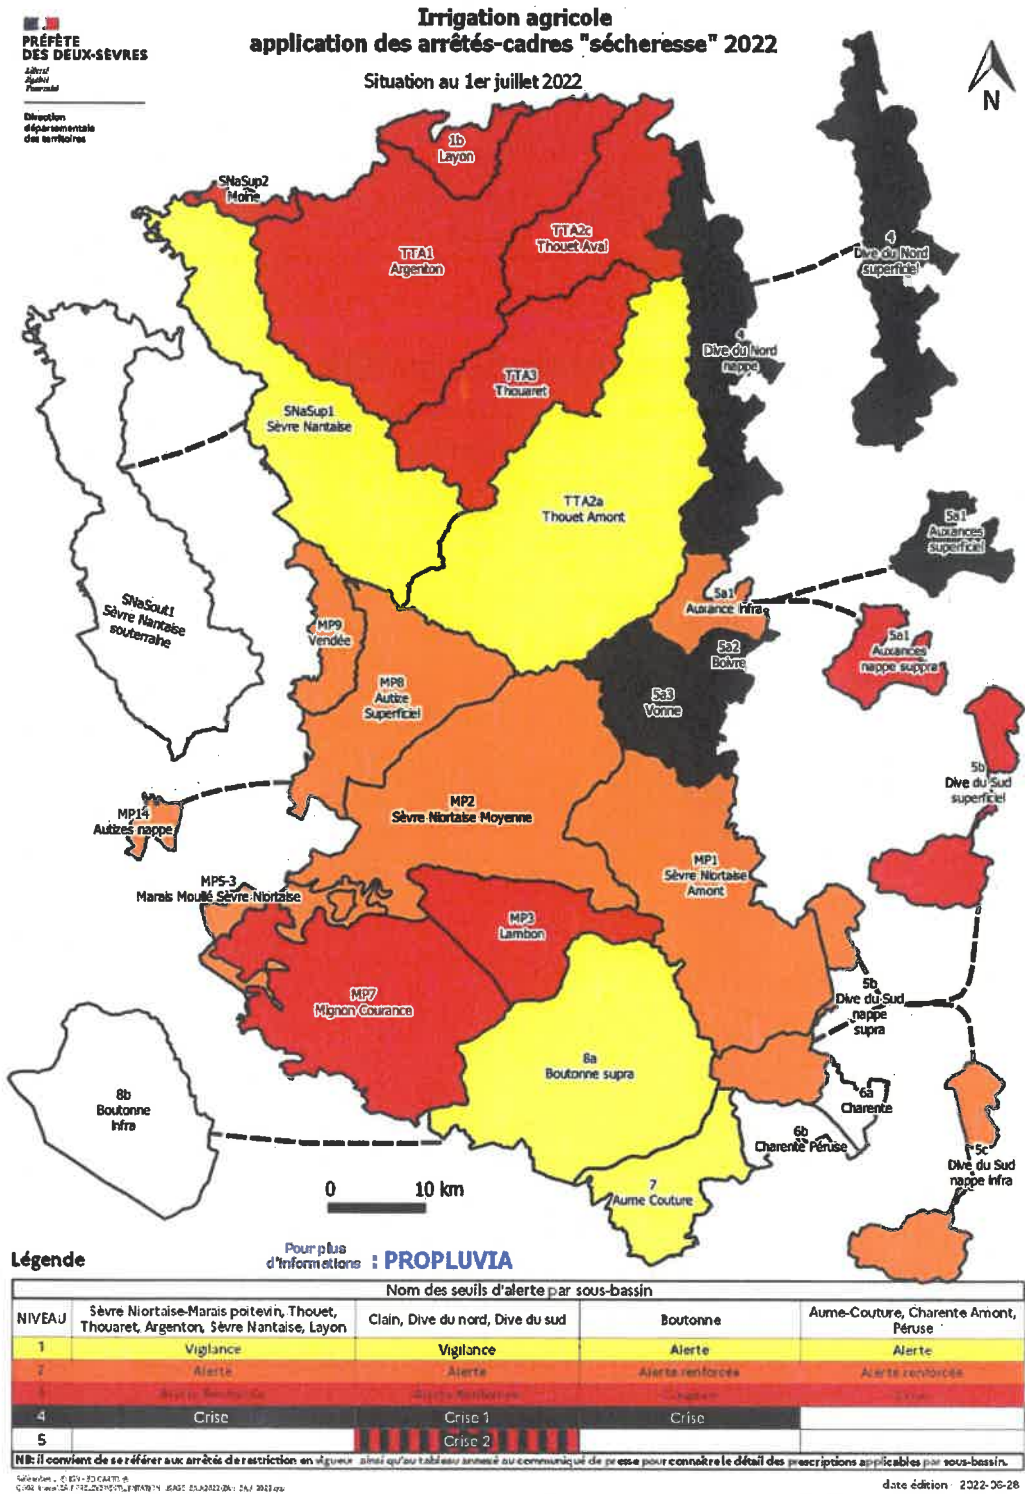 Irrigation agricole
application des arrêtés-cadres "sécheresse" 2022
Situation au 1er juillet 2022
PRÉFÈTE
DES DEUX-SÈVRES
Direction
départementale
des territoires
N
1b
Layon
SNaSup2
Moine
TTA1
Argenton
TTA2c
Thouet Aval
4
Dive du Nord
superficiel
4
Dive du Nord
nappe
TTA3
Thouaret
SNaSup1
Sèvre Nantaise
TTA2a
Thouet Amont
5a1
Auxances
superficiel
SNaSout1
Sèvre Nantaise
souterraine
5a1
Auxance Infra
MP9
Vendée
5a2
Boivre
5a1
Auxances
nappe suppra
MP8
Autize
Superficiel
5a3
Vonne
5b
Dive du Sud
superficiel
MP14
Autizes nappe
MP2
Sèvre Niortaise Moyenne
MP1
Sèvre Niortaise
Amont
MP5-3
Marais Mouillé Sèvre Niortaise
MP3
Lambon
MP7
Mignon Courance
5b
Dive du Sud
nappe
supra
8a
Boutonne supra
8b
Boutonne
Infra
6a
Charente
6b
Charente Péruse
5c
Dive du Sud
nappe Infra
7
Aume Couture
0 10 km
Légende
Pour plus
d'informations : PROPLUVIA
Nom des seuils d'alerte par sous-bassin
NIVEAU
Sèvre Niortaise-Marais poitevin, Thouet,
Thouaret, Argenton, Sèvre Nantaise, Layon
Clain, Dive du nord, Dive du sud
Boutonne
Aume-Couture, Charente Amont,
Péruse
1 Vigilance Vigilance Alerte Alerte
2 Alerte Alerte Alerte renforcée Alerte renforcée
4 Crise Crise 1 Crise
5 Crise 2
NB: il convient de se référer aux arrêtés de restriction en vigueur ainsi qu'au tableau annexé au communiqué de presse pour connaître le détail des prescriptions applicables par sous-bassin.
date édition : 2022-06-28